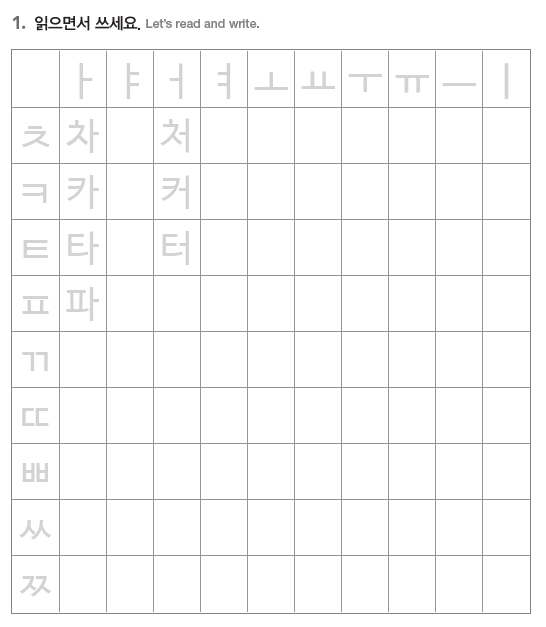 1. 읽으면서 쓰세요. Let's read and write.
ㅏ ㅑ ㅓ ㅕ ㅗ ㅛ ㅜ ㅠ ㅡ ㅣ
ㅊ 차 처
ㅋ 카 커
ㅌ 타 터
ㅍ 파
ㄲ
ㄸ
ㅃ
ㅆ
ㅉ